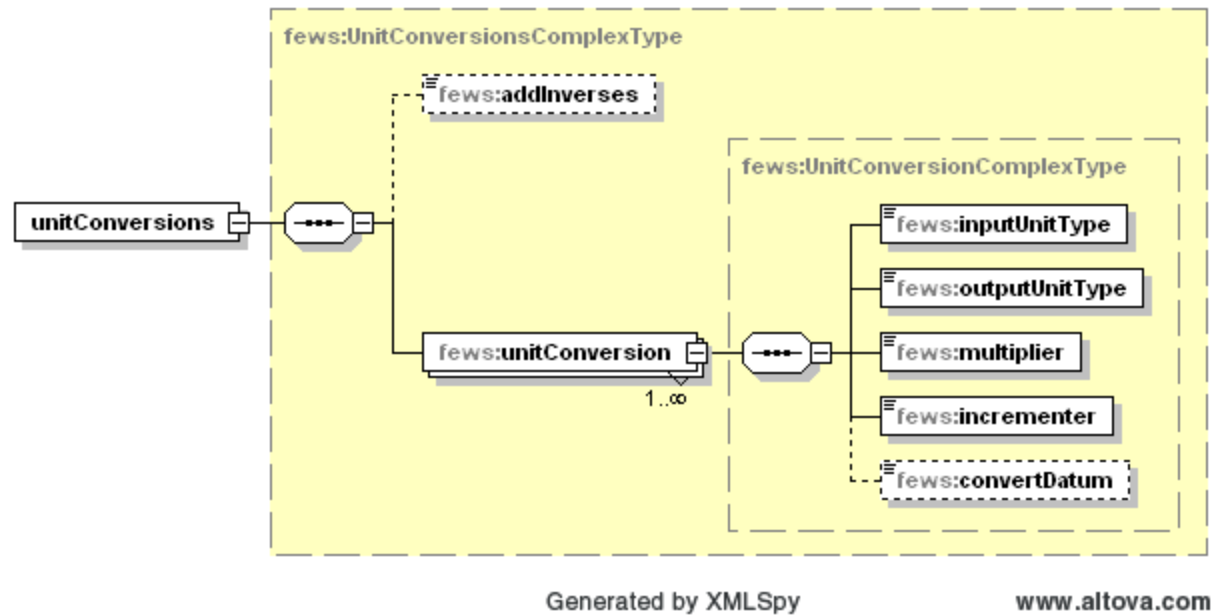 fews:UnitConversionsComplexType
fews:addInverses
fews:UnitConversionComplexType
unitConversions
fews:inputUnitType
fews:outputUnitType
fews:unitConversion
fews:multiplier
1..∞
fews:incrementer
fews:convertDatum
Generated by XMLSpy
www.altova.com